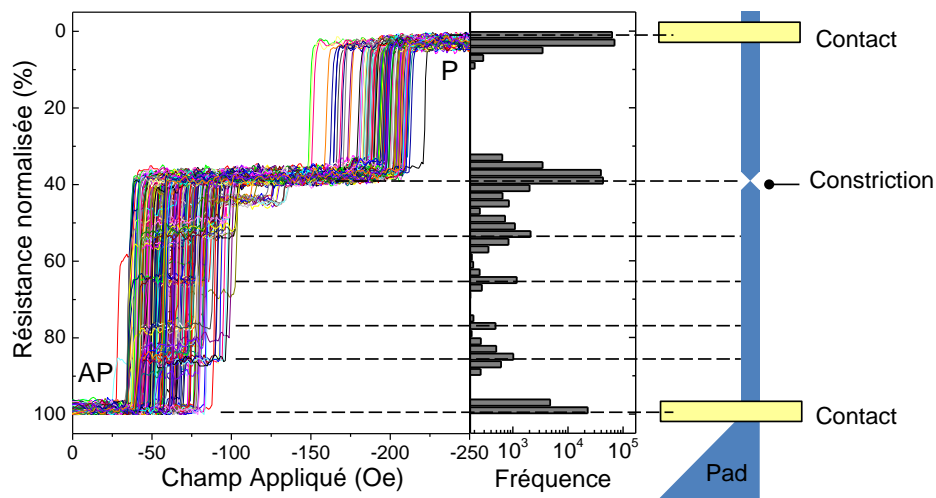 Résistance normalisée (%)
0
20
40
60
80
100
P
AP
0
-50
-100
-150
-200
-250
Champ Appliqué (Oe)
10³
10⁴
10⁵
Fréquence
Contact
Constriction
Contact
Pad